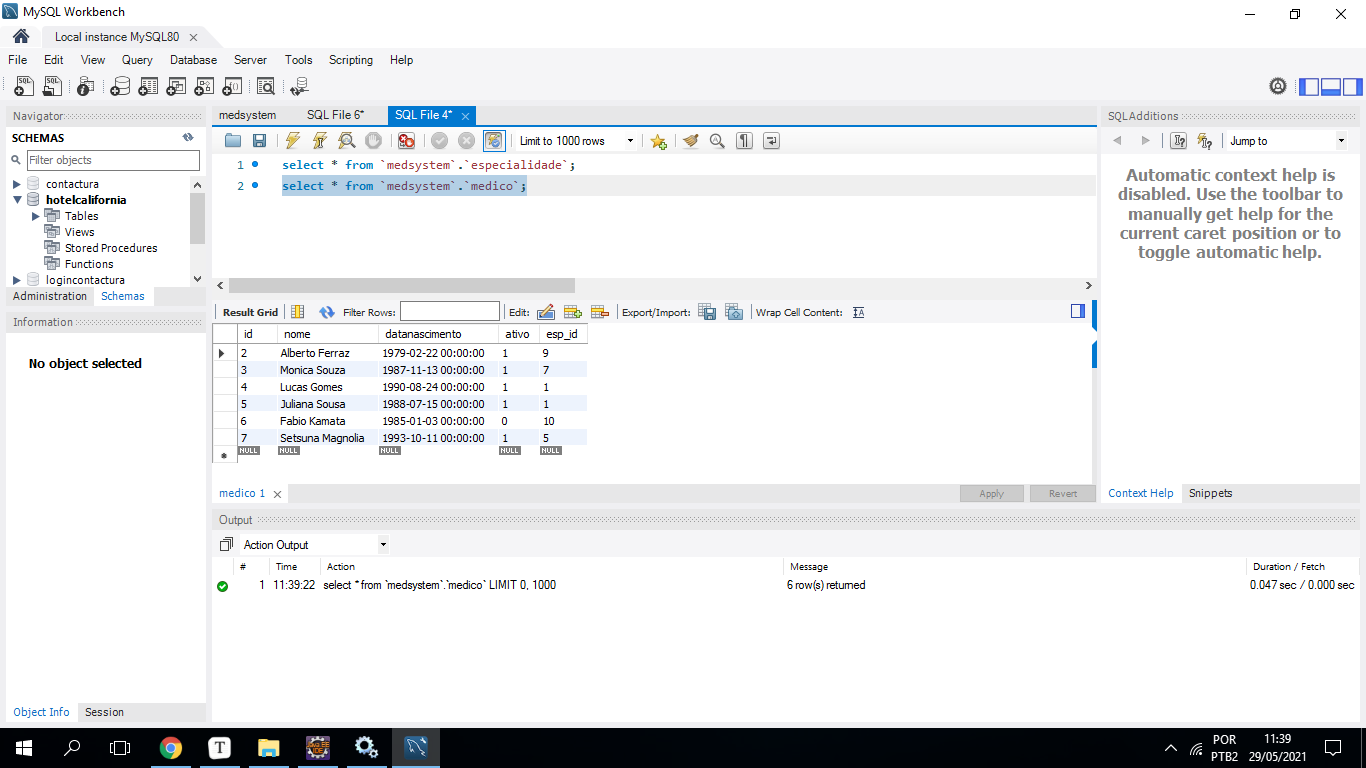 MySQL Workbench
Local instance MySQL80
File Edit View Query Database Server Tools Scripting Help
Navigator
SCHEMAS
Filter objects
contactura
hotelcalifornia
Tables
Views
Stored Procedures
Functions
logincontactura
Administration Schemas
Information
No object selected
Object Info Session
medsystem SQL File 6* SQL File 4*
Limit to 1000 rows
1 select * from `medsystem`.`especialidade`;
2 select * from `medsystem`.`medico`;
Result Grid Filter Rows: Edit: Export/Import: Wrap Cell Content:
id nome datanascimento ativo esp_id
2 Alberto Ferraz 1979-02-22 00:00:00 1 9
3 Monica Souza 1987-11-13 00:00:00 1 7
4 Lucas Gomes 1990-08-24 00:00:00 1 1
5 Juliana Sousa 1988-07-15 00:00:00 1 1
6 Fabio Kamata 1985-01-03 00:00:00 0 10
7 Setsuna Magnolia 1993-10-11 00:00:00 1 5
NULL NULL NULL NULL NULL
medico 1
Apply Revert
SQLAdditions
Jump to
Automatic context help is
disabled. Use the toolbar to
manually get help for the
current caret position or to
toggle automatic help.
Context Help Snippets
Output
Action Output
# Time Action Message Duration / Fetch
1 11:39:22 select * from `medsystem`.`medico` LIMIT 0, 1000 6 row(s) returned 0.047 sec / 0.000 sec
T
POR
PTB2
11:39
29/05/2021